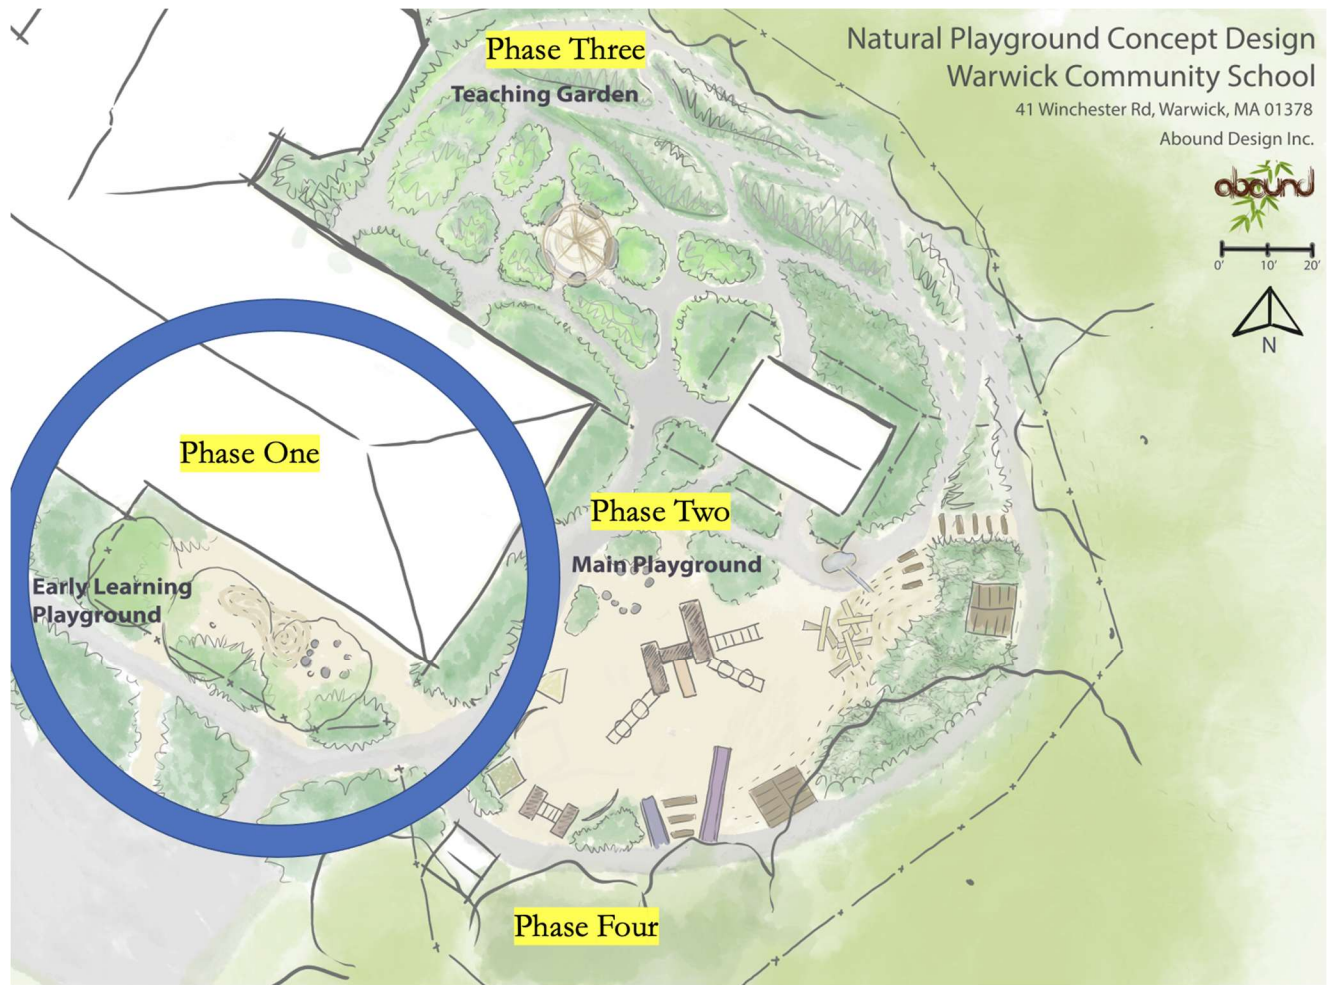 Natural Playground Concept Design
Warwick Community School
41 Winchester Rd, Warwick, MA 01378
Abound Design Inc.
abound
0' 10' 20'
N
Phase Three
Teaching Garden
Phase One
Phase Two
Main Playground
Early Learning
Playground
Phase Four